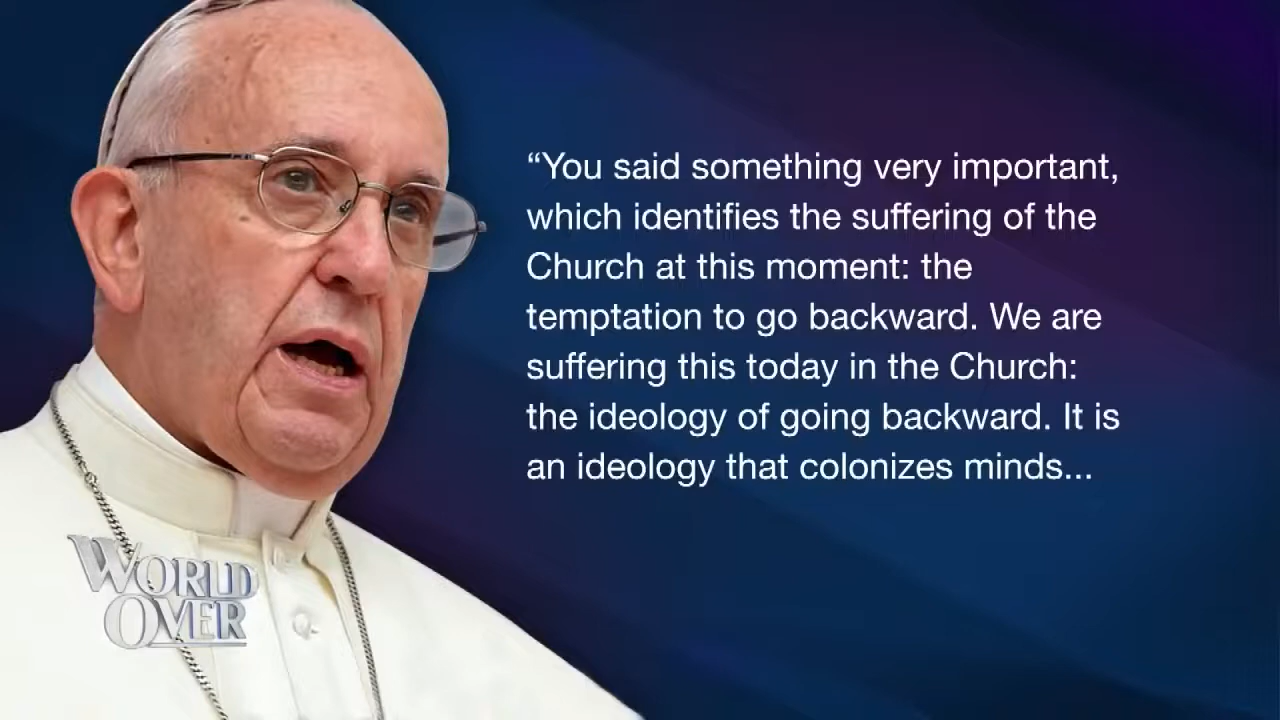 “You said something very important,
which identifies the suffering of the
Church at this moment: the
temptation to go backward. We are
suffering this today in the Church:
the ideology of going backward. It is
an ideology that colonizes minds...
WORLD
OVER